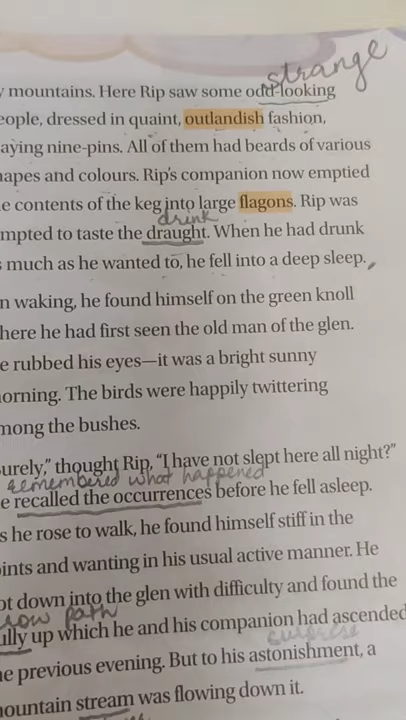 strange
mountains. Here Rip saw some odd-looking
eople, dressed in quaint, outlandish fashion,
aying nine-pins. All of them had beards of various
hapes and colours. Rip's companion now emptied
e contents of the keg into large flagons. Rip was
drink
mpted to taste the draught. When he had drunk
s much as he wanted to, he fell into a deep sleep.
n waking, he found himself on the green knoll
here he had first seen the old man of the glen.
e rubbed his eyes—it was a bright sunny
orning. The birds were happily twittering
mong the bushes.
urely," thought Rip, "I have not slept here all night?"
remembered what happened
e recalled the occurrences before he fell asleep.
s he rose to walk, he found himself stiff in the
ints and wanting in his usual active manner. He
ot down into the glen with difficulty and found the
row path
ully up which he and his companion had ascended
surprise
he previous evening. But to his astonishment, a
ountain stream was flowing down it.